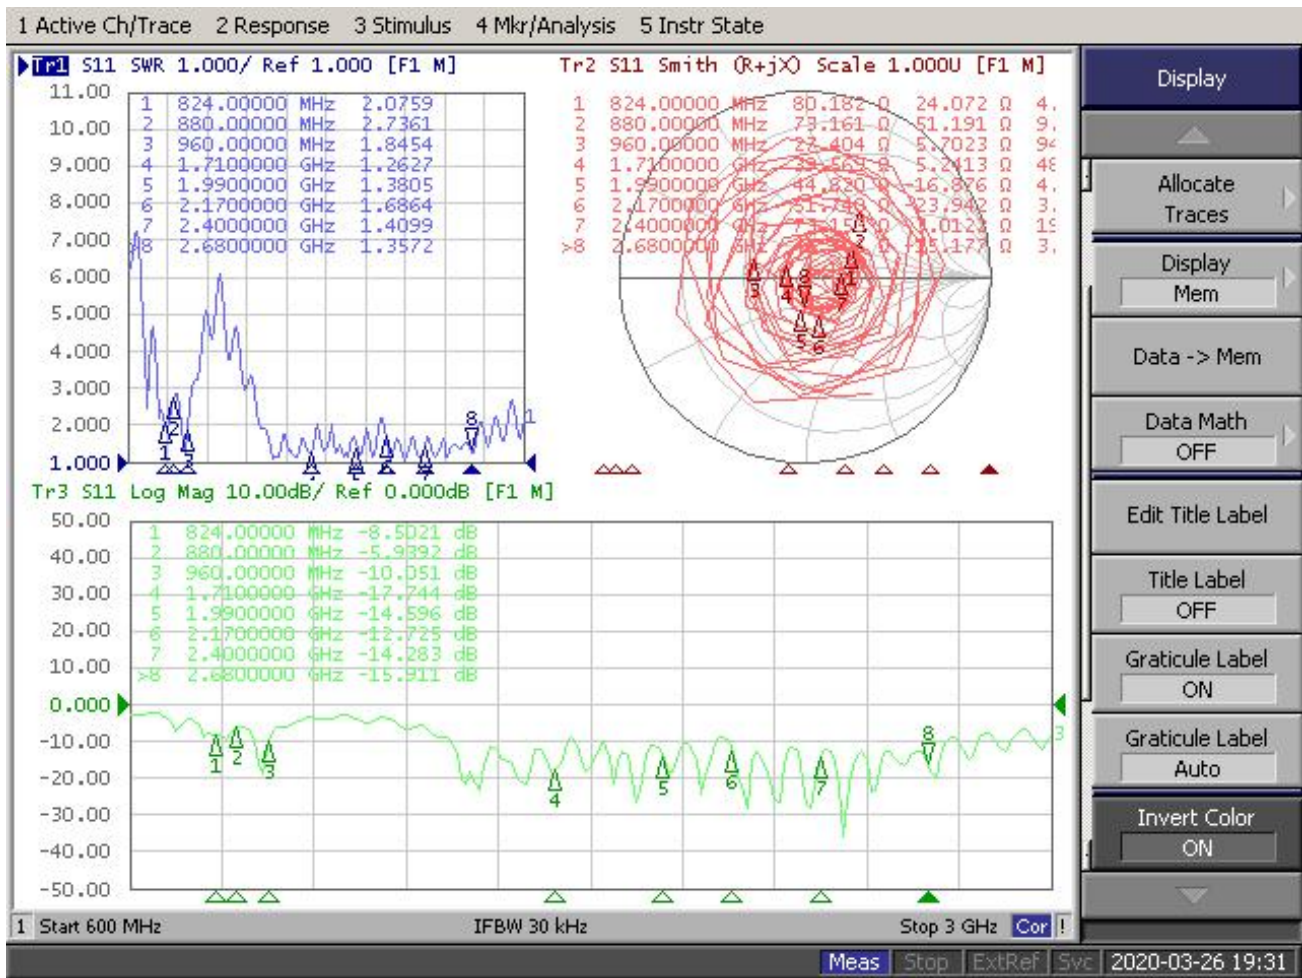 1 Active Ch/Trace 2 Response 3 Stimulus 4 Mkr/Analysis 5 Instr State
Tr1 S11 SWR 1.000/ Ref 1.000 [F1 M]
11.00
10.00
9.000
8.000
7.000
6.000
5.000
4.000
3.000
2.000
1.000
1 824.00000 MHz 2.0759
2 880.00000 MHz 2.7361
3 960.00000 MHz 1.8454
4 1.7100000 GHz 1.2627
5 1.9900000 GHz 1.3805
6 2.1700000 GHz 1.6864
7 2.4000000 GHz 1.4099
>8 2.6800000 GHz 1.3572
Tr2 S11 Smith (R+jX) Scale 1.000U [F1 M]
1 824.00000 MHz 80.182 Ω 24.072 Ω 4.
2 880.00000 MHz 73.161 Ω 51.191 Ω 9.
3 960.00000 MHz 27.404 Ω 5.7023 Ω 94
4 1.7100000 GHz 5.2413 Ω 48
5 1.9900000 GHz 44.820 Ω -16.876 Ω 4.
6 2.1700000 GHz 51.740 Ω -23.942 Ω 3.
7 2.4000000 GHz Ω 19
>8 2.6800000 GHz Ω 3.
Tr3 S11 Log Mag 10.00dB/ Ref 0.000dB [F1 M]
50.00
40.00
30.00
20.00
10.00
0.000
-10.00
-20.00
-30.00
-40.00
-50.00
1 824.00000 MHz -8.5021 dB
2 880.00000 MHz -5.9392 dB
3 960.00000 MHz -10.051 dB
4 1.7100000 GHz -17.744 dB
5 1.9900000 GHz -14.596 dB
6 2.1700000 GHz -12.725 dB
7 2.4000000 GHz -14.283 dB
>8 2.6800000 GHz -15.911 dB
1 Start 600 MHz IFBW 30 kHz Stop 3 GHz Cor !
Display
Allocate
Traces
Display
Mem
Data -> Mem
Data Math
OFF
Edit Title Label
Title Label
OFF
Graticule Label
ON
Graticule Label
Auto
Invert Color
ON
Meas Stop ExtRef Svc 2020-03-26 19:31